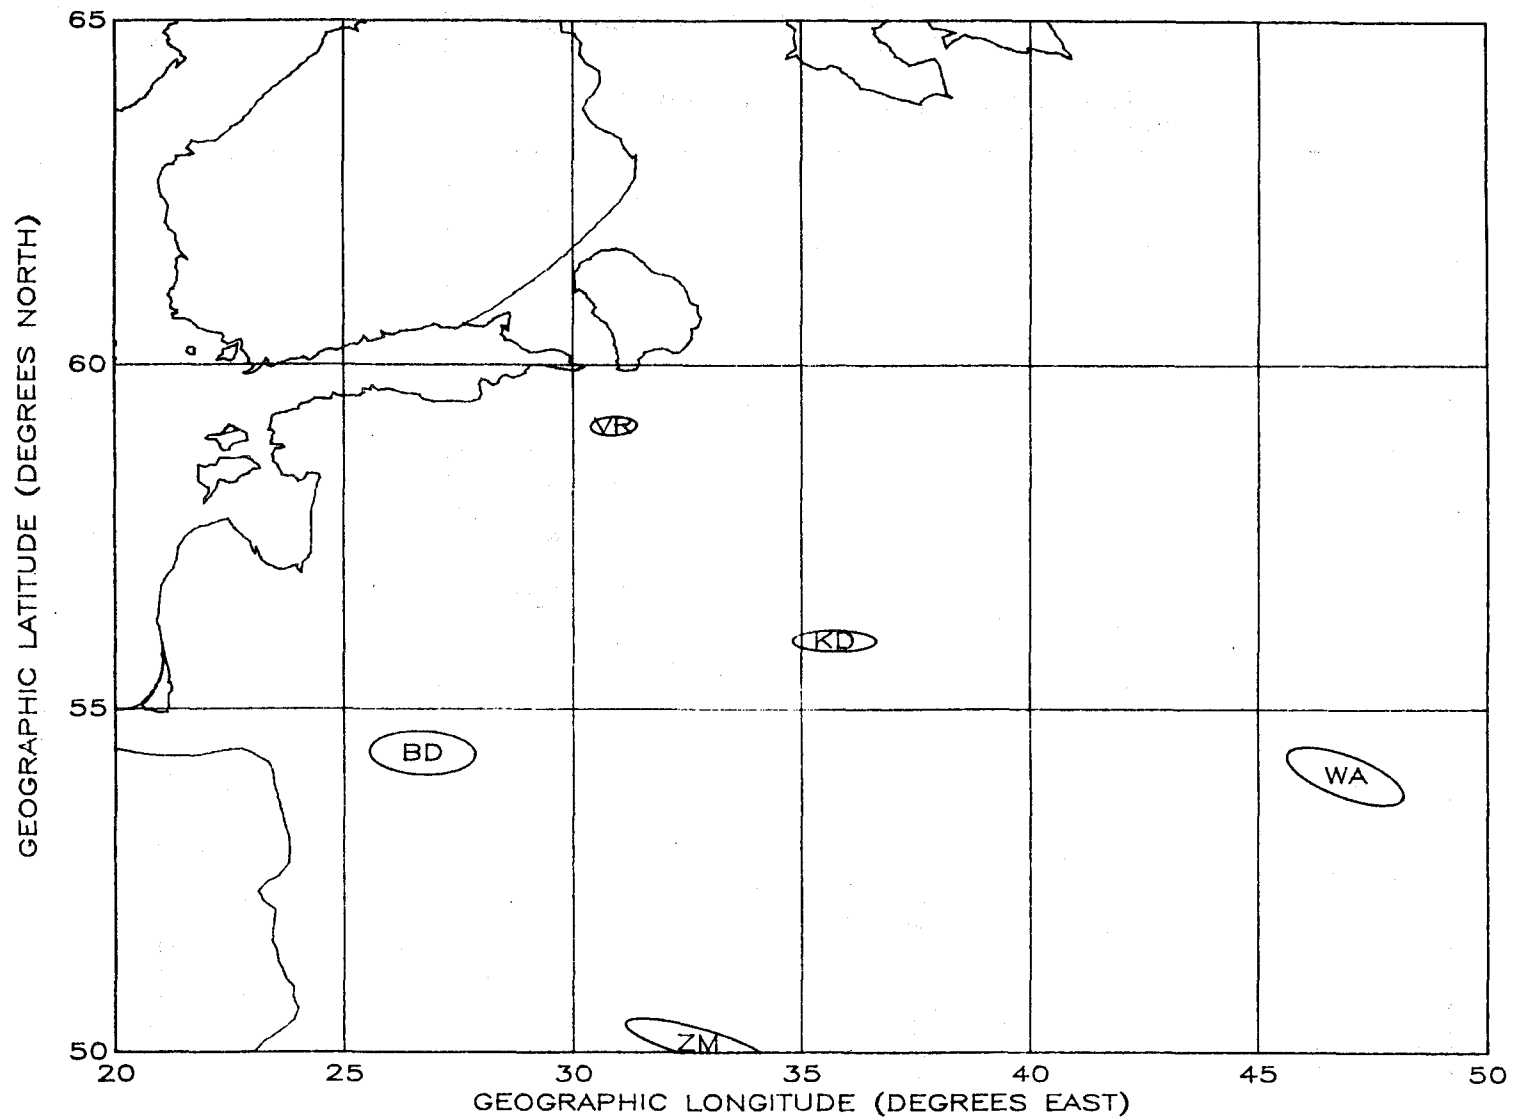 65
60
55
50
GEOGRAPHIC LATITUDE (DEGREES NORTH)
VR
KD
BD
WA
ZM
20 25 30 35 40 45 50
GEOGRAPHIC LONGITUDE (DEGREES EAST)